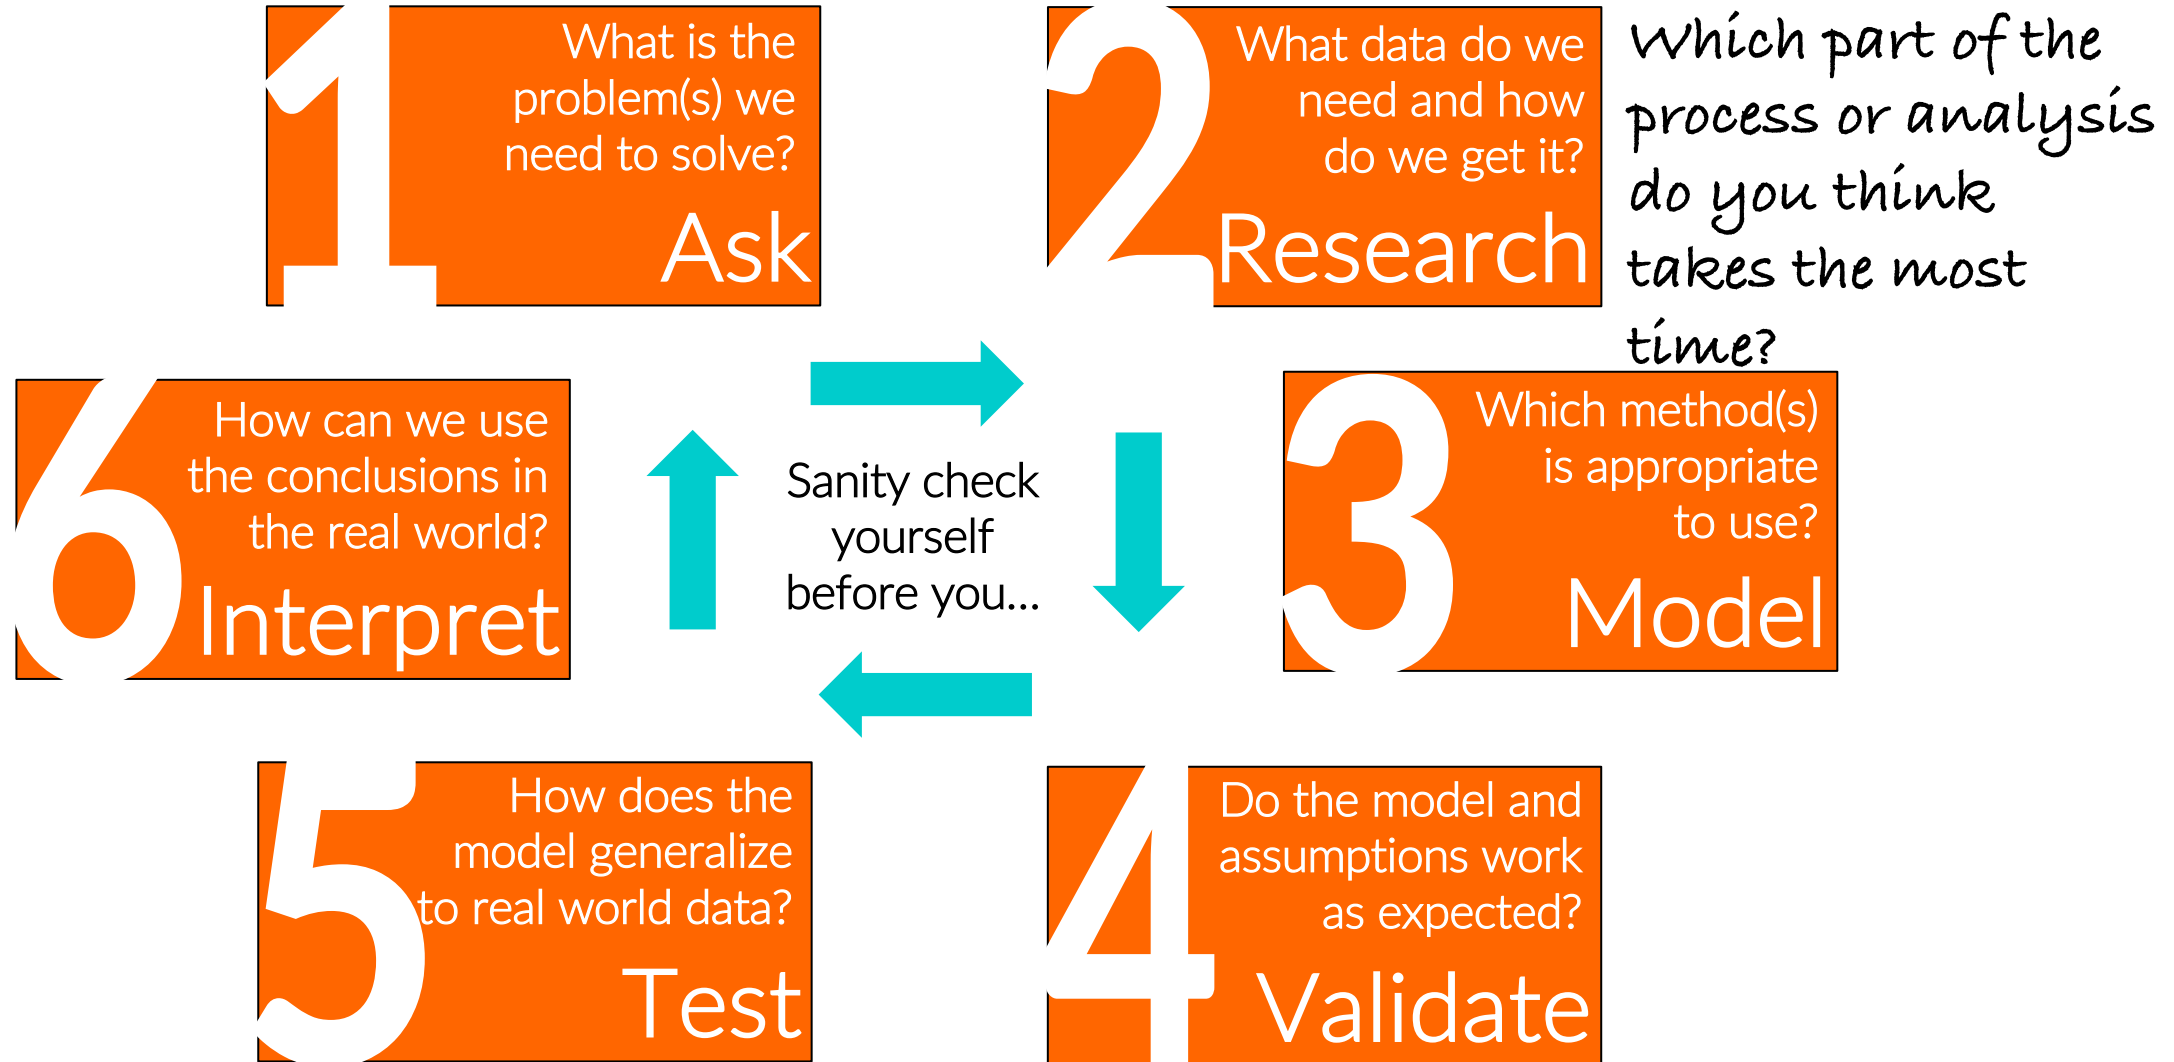 1
What is the
problem(s) we
need to solve?
Ask
2
What data do we
need and how
do we get it?
Research
Which part of the
process or analysis
do you think
takes the most
time?
3
Which method(s)
is appropriate
to use?
Model
4
Do the model and
assumptions work
as expected?
Validate
5
How does the
model generalize
to real world data?
Test
6
How can we use
the conclusions in
the real world?
Interpret
Sanity check
yourself
before you...